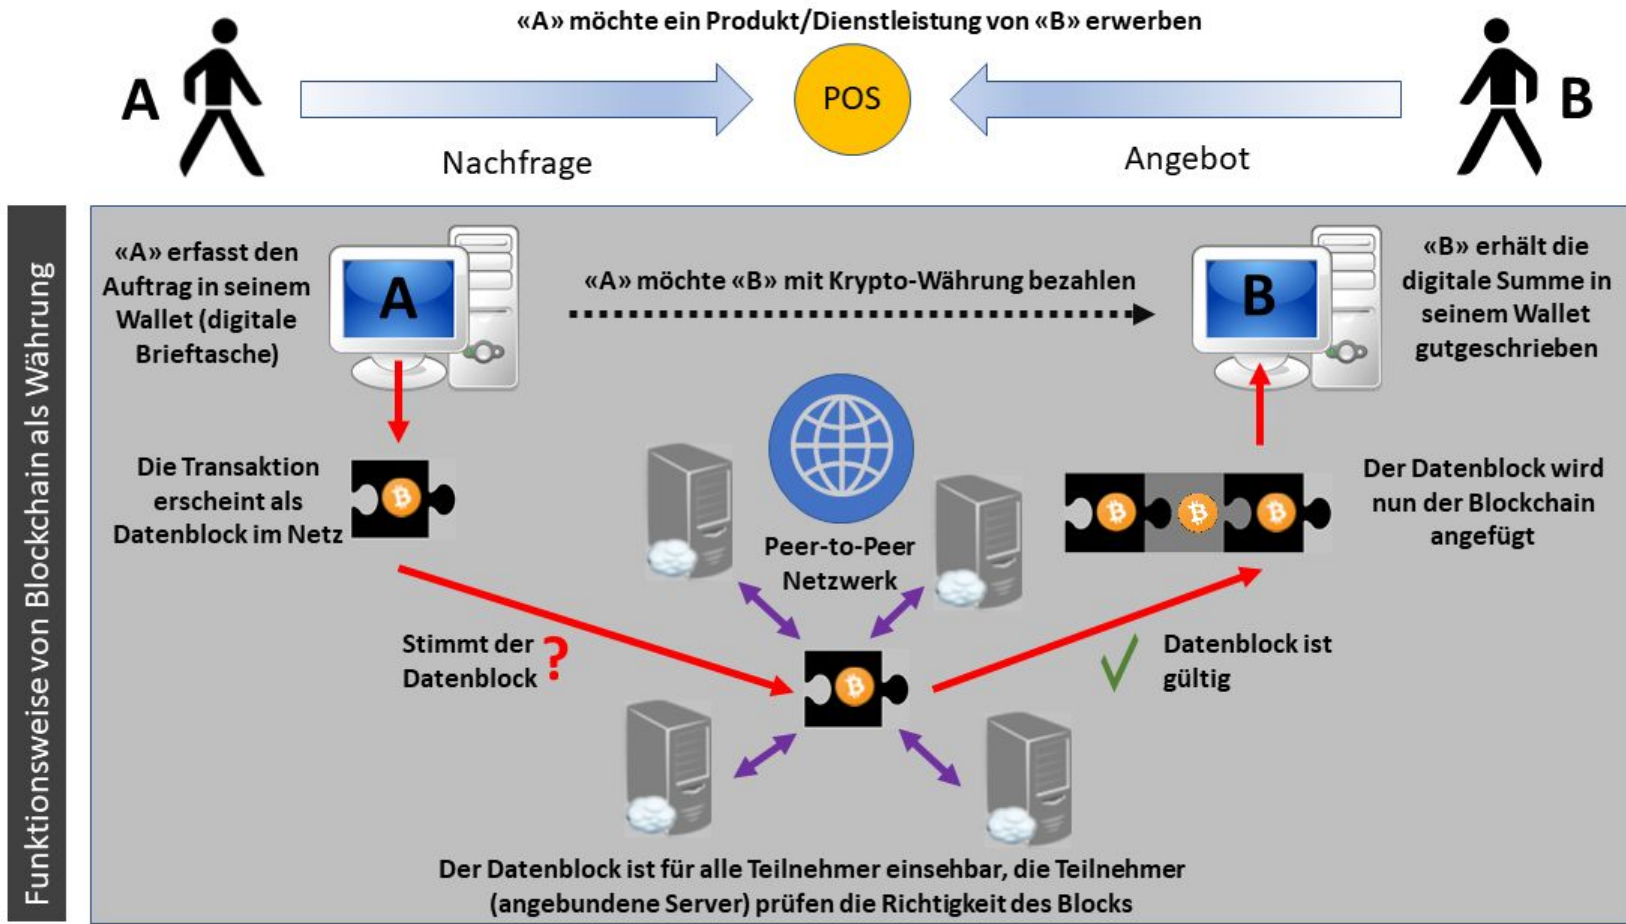 «A» möchte ein Produkt/Dienstleistung von «B» erwerben
A
POS
B
Nachfrage
Angebot
Funktionsweise von Blockchain als Währung
«A» erfasst den
Auftrag in seinem
Wallet (digitale
Brieftasche)
A
«A» möchte «B» mit Krypto-Währung bezahlen
B
«B» erhält die
digitale Summe in
seinem Wallet
gutgeschrieben
Die Transaktion
erscheint als
Datenblock im Netz
Peer-to-Peer
Netzwerk
Der Datenblock wird
nun der Blockchain
angefügt
Stimmt der
Datenblock ?
Datenblock ist
gültig
Der Datenblock ist für alle Teilnehmer einsehbar, die Teilnehmer
(angebundene Server) prüfen die Richtigkeit des Blocks